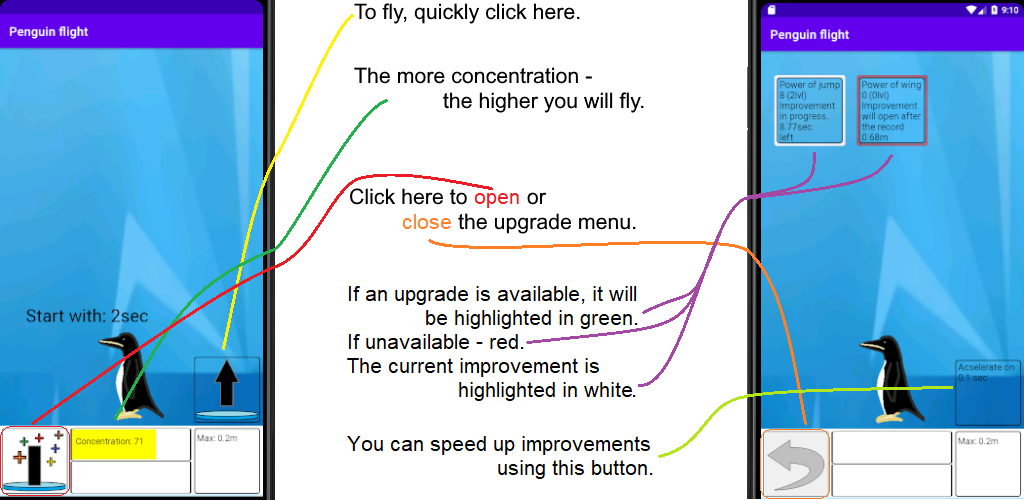 Penguin flight
Start with: 2sec
Concentration: 71
Max: 0.2m
To fly, quickly click here.
The more concentration -
the higher you will fly.
Click here to open or
close the upgrade menu.
If an upgrade is available, it will
be highlighted in green.
If unavailable - red.
The current improvement is
highlighted in white.
You can speed up improvements
using this button.
9:10
Penguin flight
Power of jump
8 (2lvl)
Improvement
in progress.
8.77sec
left
Power of wing
0 (0lvl)
Improvement
will open after
the record
0.68m
Acselerate on
0.1 sec
Max: 0.2m